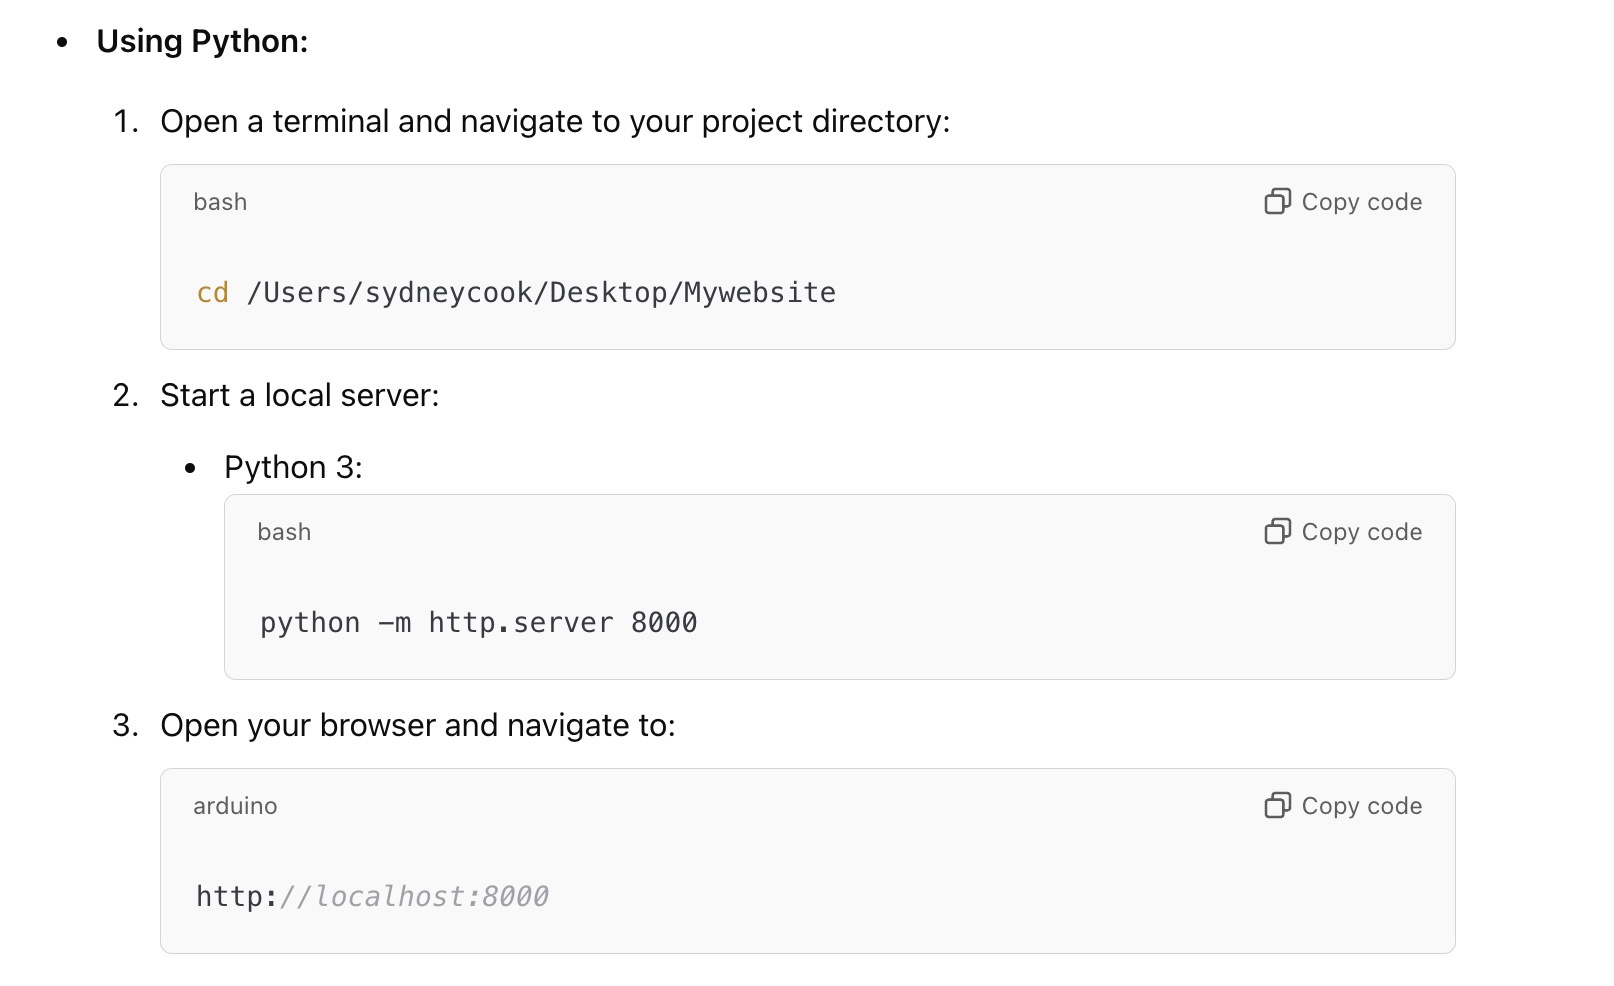 • Using Python:
1. Open a terminal and navigate to your project directory:
bash Copy code
cd /Users/sydneycook/Desktop/Mywebsite
2. Start a local server:
• Python 3:
bash Copy code
python -m http.server 8000
3. Open your browser and navigate to:
arduino Copy code
http://localhost:8000